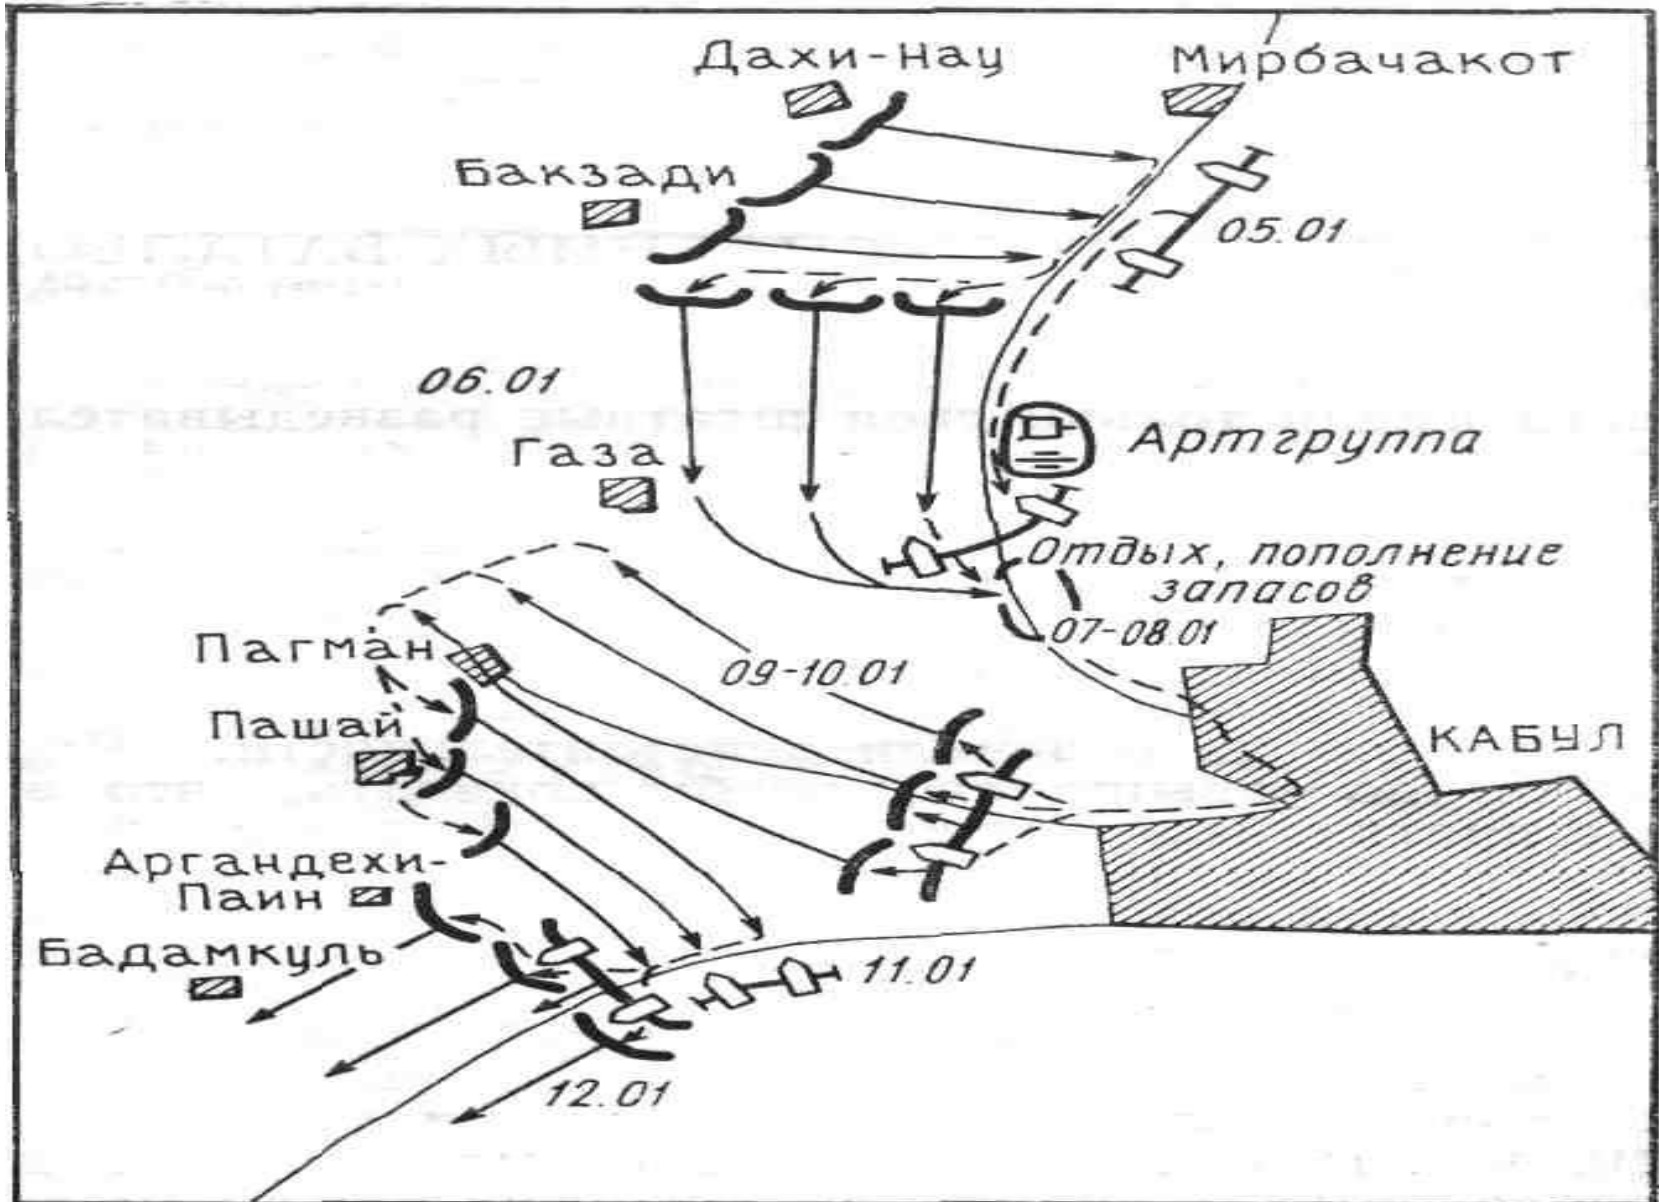 Дахи-Нау
Мирбачакот
Бакзади
05.01
06.01
Газа
Артгруппа
Отдых, пополнение
запасов
07-08.01
Пагман
09-10.01
Пашай
КАБУЛ
Аргандехи-
Паин
Бадамкуль
11.01
12.01